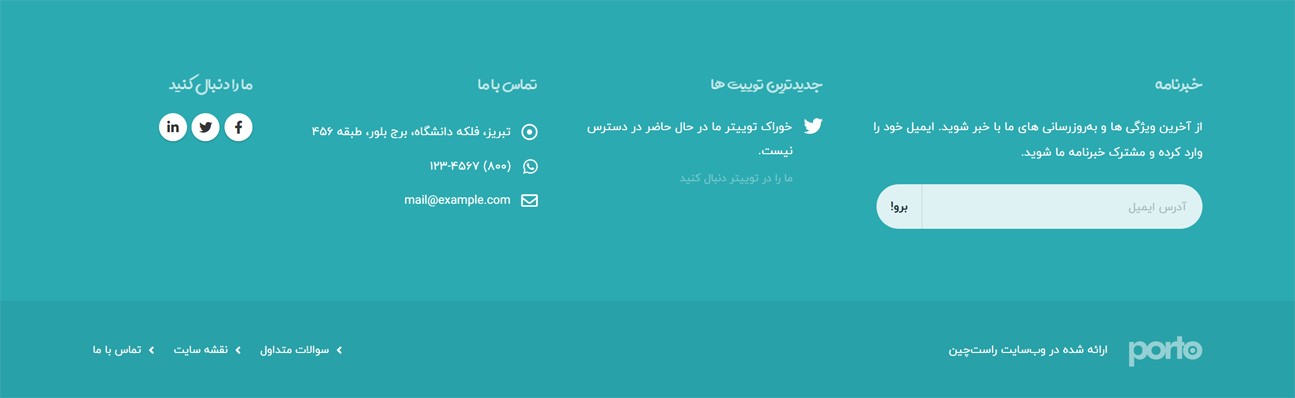 خبرنامه
از آخرین ویژگی ها و به‌روزرسانی های ما با خبر شوید. ایمیل خود را
وارد کرده و مشترک خبرنامه ما شوید.
آدرس ایمیل
برو!
جدیدترین توییت ها
خوراک توییتر ما در حال حاضر در دسترس
نیست.
ما را در توییتر دنبال کنید
تماس با ما
تبریز، فلکه دانشگاه، برج بلور، طبقه ۴۵۶
(۸۰۰) ۱۲۳-۴۵۶۷
mail@example.com
ما را دنبال کنید
porto
ارائه شده در وب‌سایت راست‌چین
سوالات متداول
نقشه سایت
تماس با ما